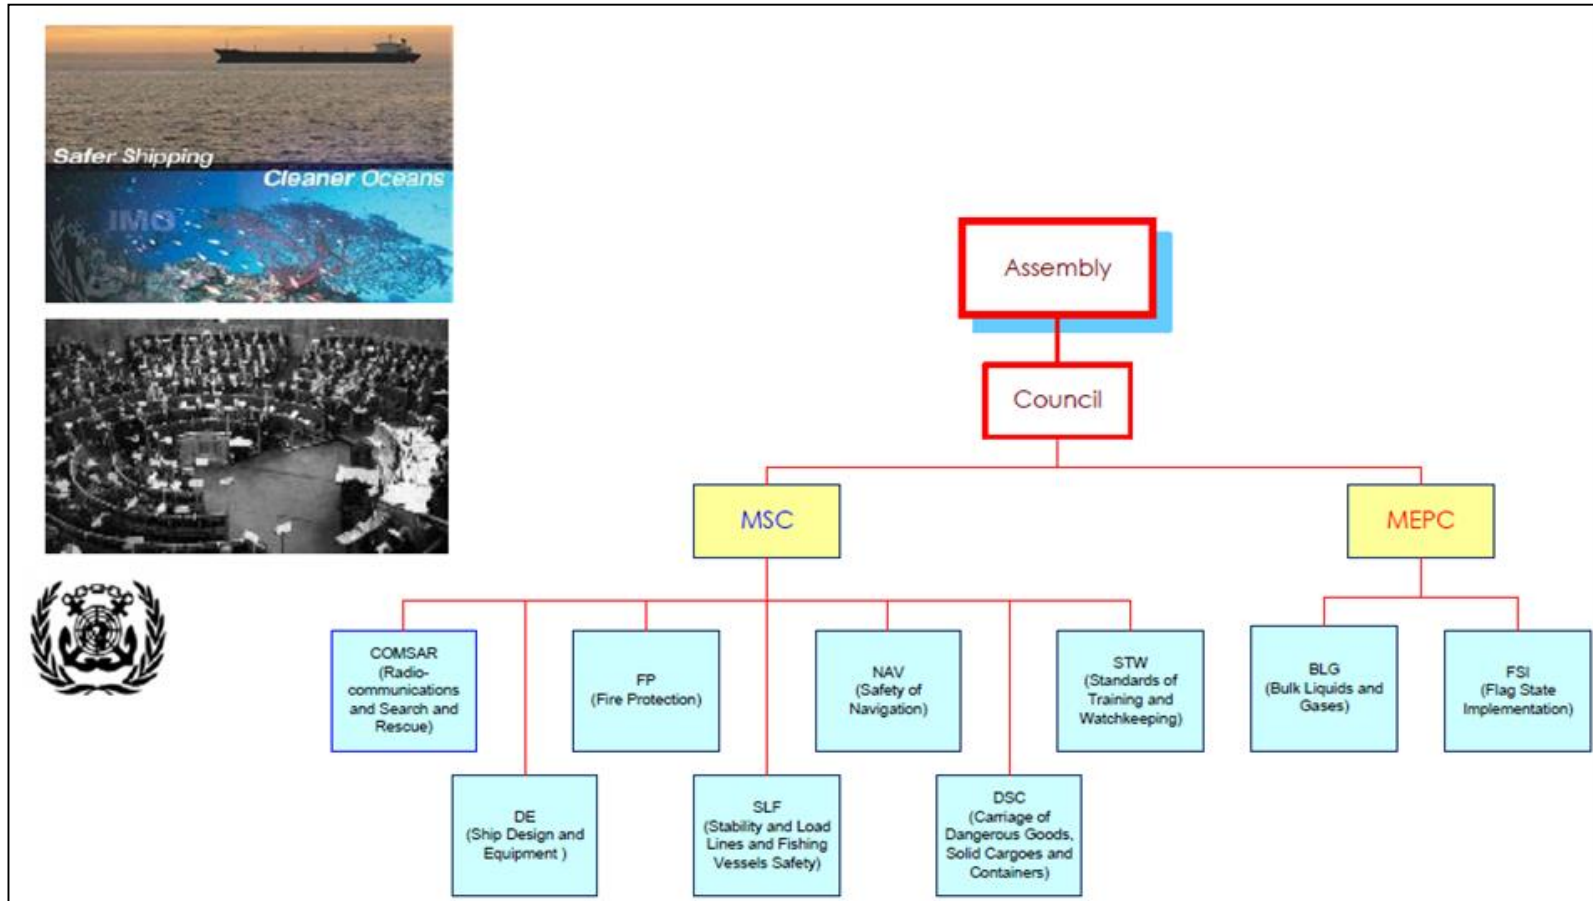 Safer Shipping
Cleaner Oceans
IMO
Assembly
Council
MSC
MEPC
COMSAR
(Radio-
communications
and Search and
Rescue)
FP
(Fire Protection)
NAV
(Safety of
Navigation)
STW
(Standards of
Training and
Watchkeeping)
BLG
(Bulk Liquids and
Gases)
FSI
(Flag State
Implementation)
DE
(Ship Design and
Equipment )
SLF
(Stability and Load
Lines and Fishing
Vessels Safety)
DSC
(Carriage of
Dangerous Goods,
Solid Cargoes and
Containers)